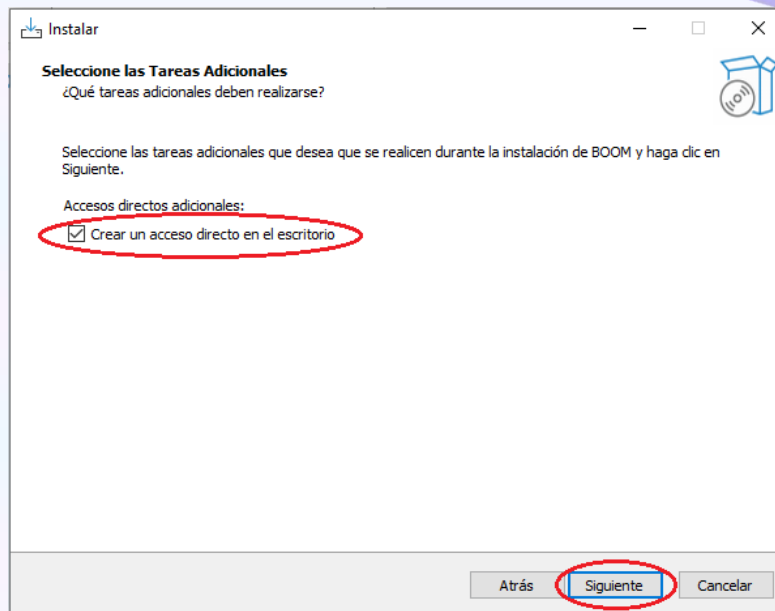 Instalar
Seleccione las Tareas Adicionales
¿Qué tareas adicionales deben realizarse?
Seleccione las tareas adicionales que desea que se realicen durante la instalación de BOOM y haga clic en
Siguiente.
Accesos directos adicionales:
Crear un acceso directo en el escritorio
Atrás Siguiente Cancelar